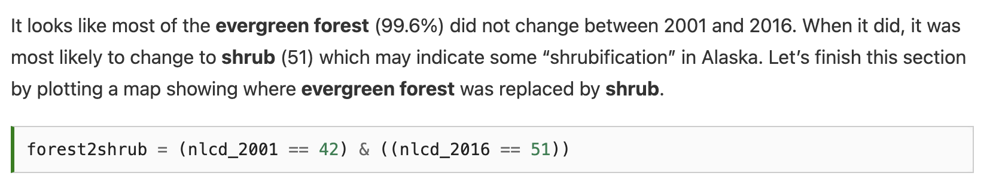 It looks like most of the evergreen forest (99.6%) did not change between 2001 and 2016. When it did, it was
most likely to change to shrub (51) which may indicate some “shrubification” in Alaska. Let’s finish this section
by plotting a map showing where evergreen forest was replaced by shrub.
forest2shrub = (nlcd_2001 == 42) & ((nlcd_2016 == 51))